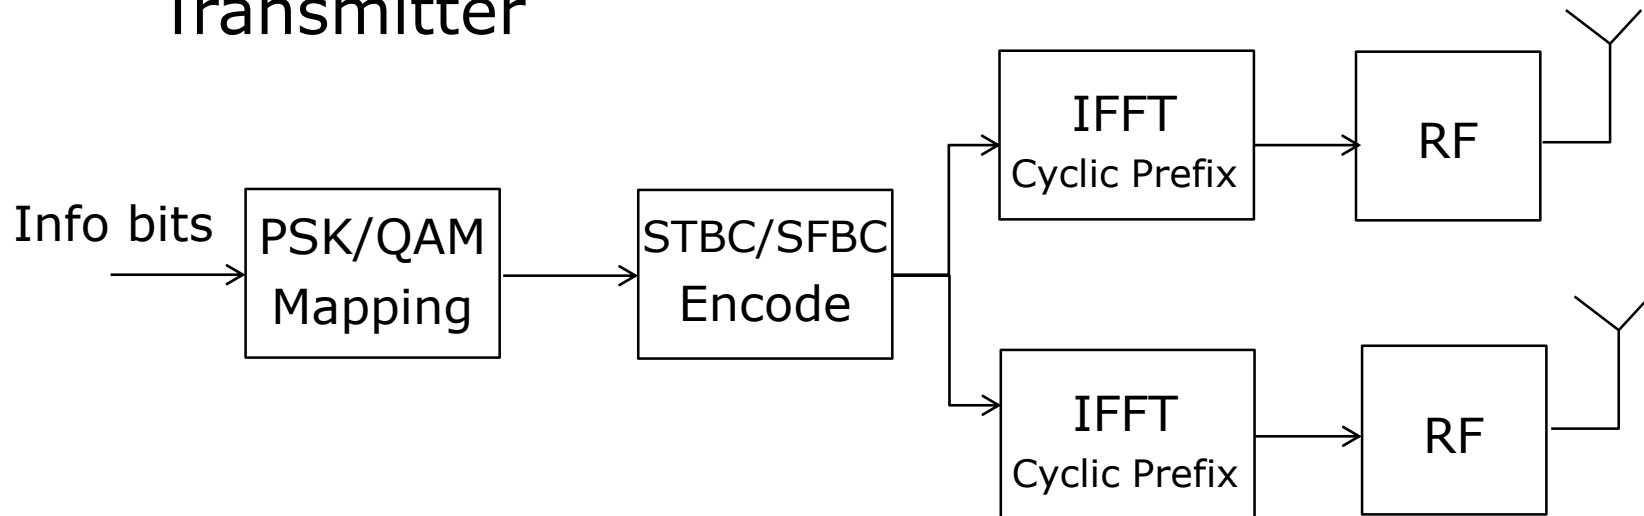 Transmitter
Info bits
PSK/QAM
Mapping
STBC/SFBC
Encode
IFFT
Cyclic Prefix
RF
IFFT
Cyclic Prefix
RF